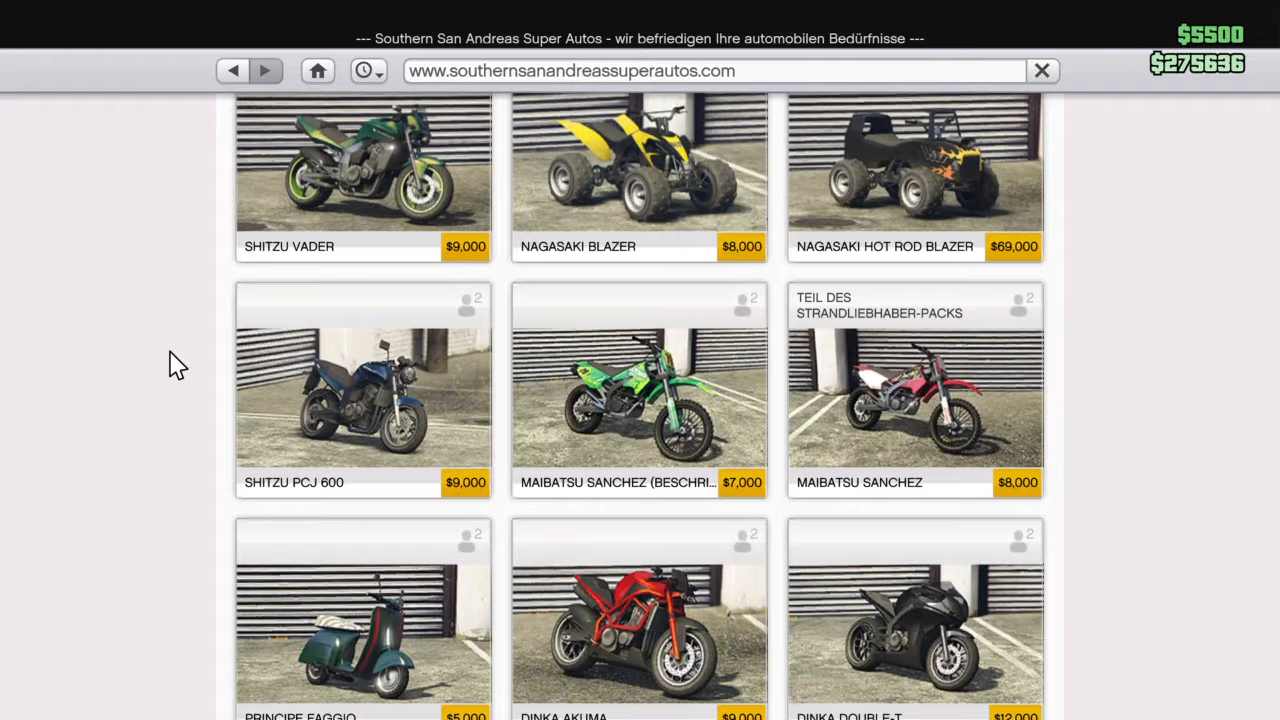 --- Southern San Andreas Super Autos - wir befriedigen Ihre automobilen Bedürfnisse ---
$5500
$275636
www.southernsanandreassuperautos.com
SHITZU VADER $9,000
NAGASAKI BLAZER $8,000
NAGASAKI HOT ROD BLAZER $69,000
2
2
TEIL DES
STRANDLIEBHABER-PACKS
2
SHITZU PCJ 600 $9,000
MAIBATSU SANCHEZ (BESCHRI... $7,000
MAIBATSU SANCHEZ $8,000
2
2
2
PRINCIPE FAGGIO $5,000
DINKA AKUMA $9,000
DINKA DOUBLE-T $12,000